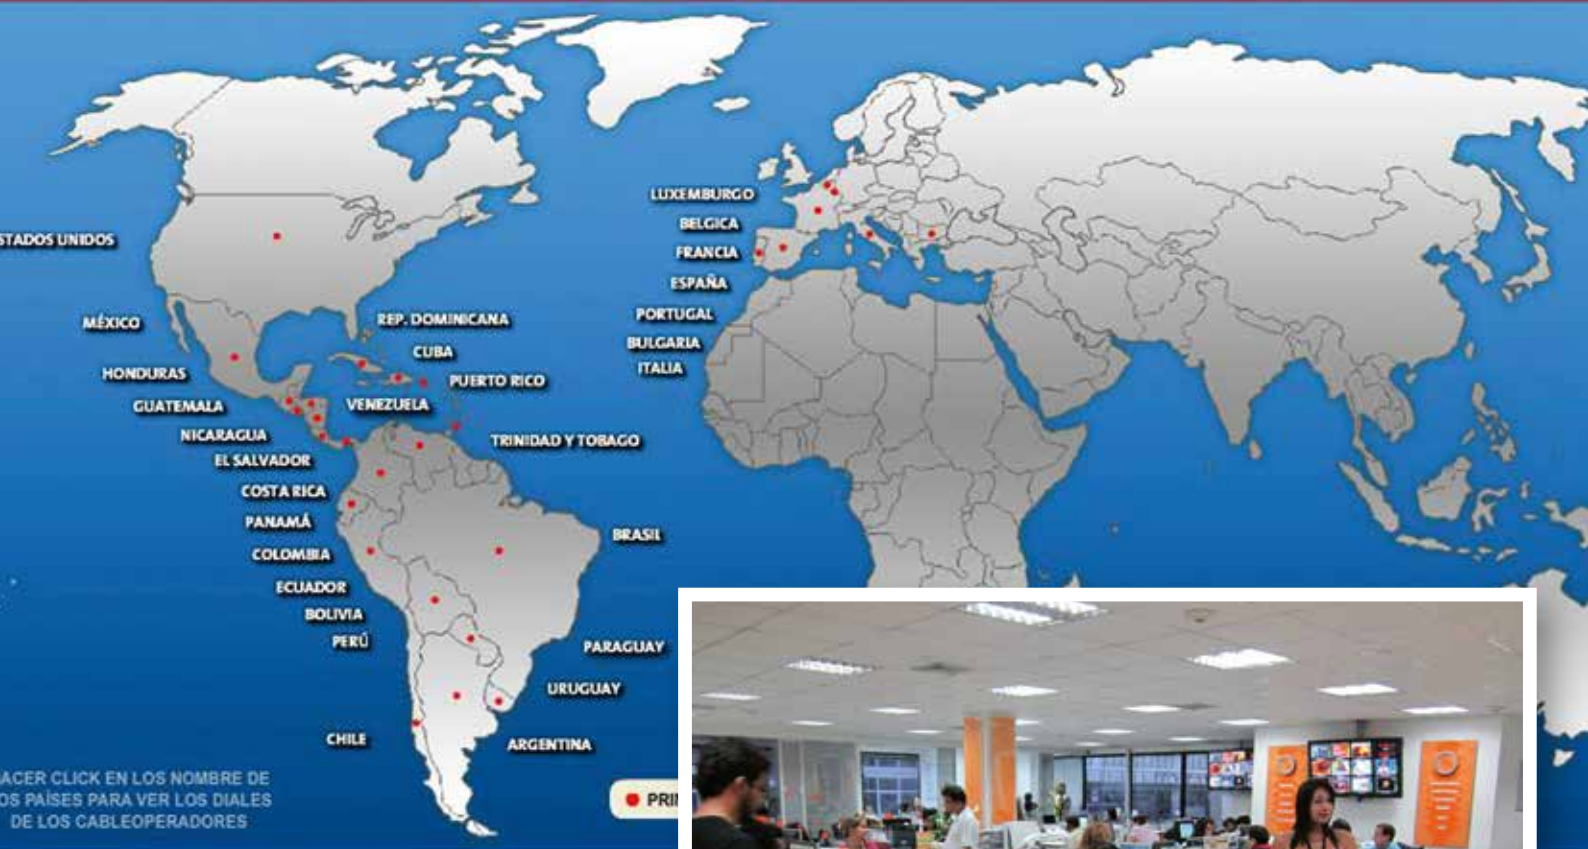 STADOS UNIDOS
MÉXICO
HONDURAS
GUATEMALA
NICARAGUA
EL SALVADOR
COSTA RICA
PANAMÁ
COLOMBIA
ECUADOR
BOLIVIA
PERÚ
CHILE
REP. DOMINICANA
CUBA
PUERTO RICO
VENEZUELA
TRINIDAD Y TOBAGO
BRASIL
PARAGUAY
URUGUAY
ARGENTINA
LUXEMBURGO
BELGICA
FRANCIA
ESPAÑA
PORTUGAL
BULGARIA
ITALIA
ACER CLICK EN LOS NOMBRE DE
OS PAÍSES PARA VER LOS DIALES
DE LOS CABLEOPERADORES
PRI